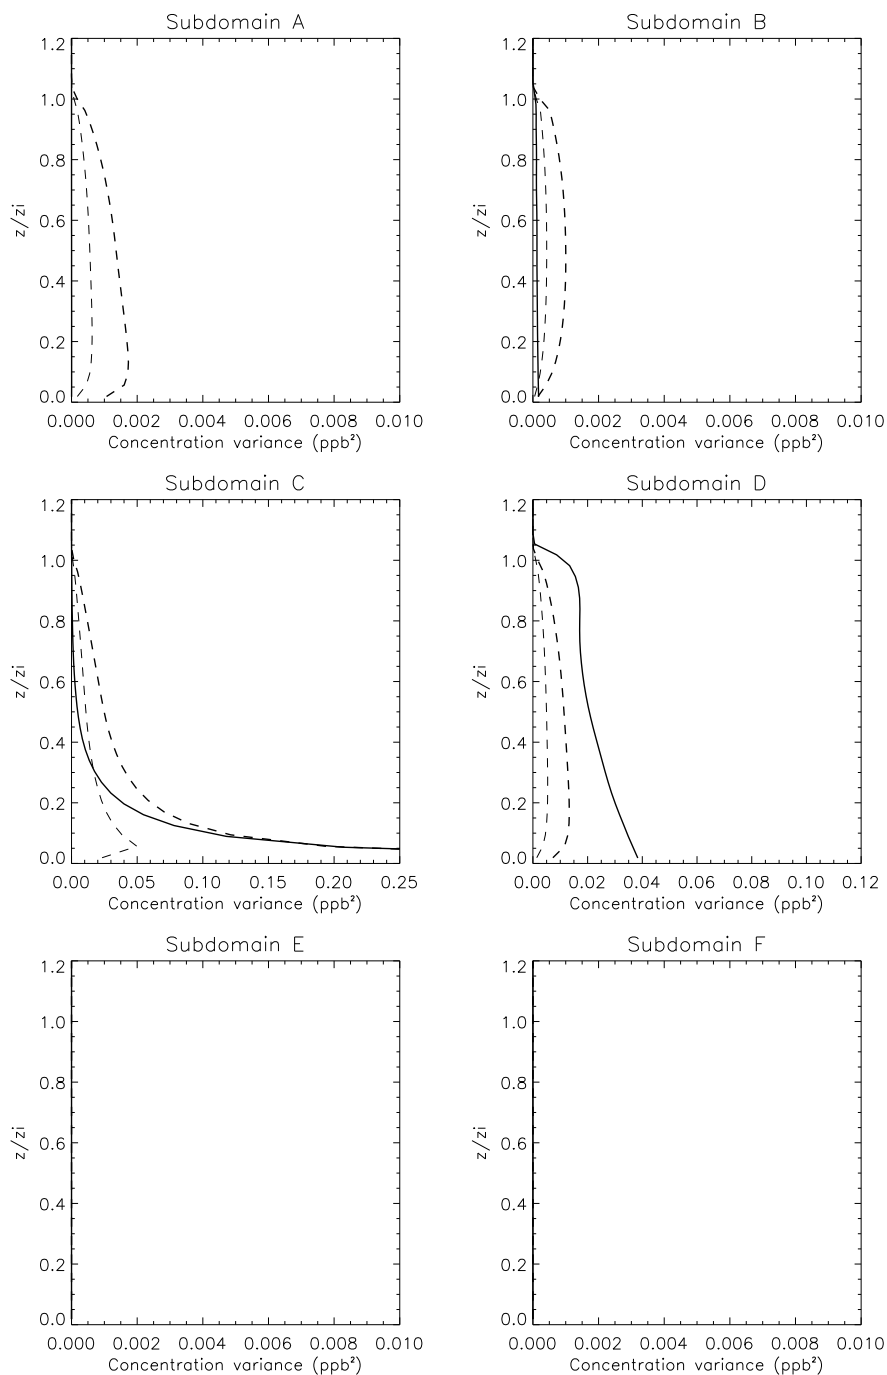 Subdomain A
1.2
1.0
0.8
0.6
0.4
0.2
0.0
z/zi
0.000 0.002 0.004 0.006 0.008 0.010
Concentration variance (ppb²)
Subdomain B
1.2
1.0
0.8
0.6
0.4
0.2
0.0
z/zi
0.000 0.002 0.004 0.006 0.008 0.010
Concentration variance (ppb²)
Subdomain C
1.2
1.0
0.8
0.6
0.4
0.2
0.0
z/zi
0.00 0.05 0.10 0.15 0.20 0.25
Concentration variance (ppb²)
Subdomain D
1.2
1.0
0.8
0.6
0.4
0.2
0.0
z/zi
0.00 0.02 0.04 0.06 0.08 0.10 0.12
Concentration variance (ppb²)
Subdomain E
1.2
1.0
0.8
0.6
0.4
0.2
0.0
z/zi
0.000 0.002 0.004 0.006 0.008 0.010
Concentration variance (ppb²)
Subdomain F
1.2
1.0
0.8
0.6
0.4
0.2
0.0
z/zi
0.000 0.002 0.004 0.006 0.008 0.010
Concentration variance (ppb²)